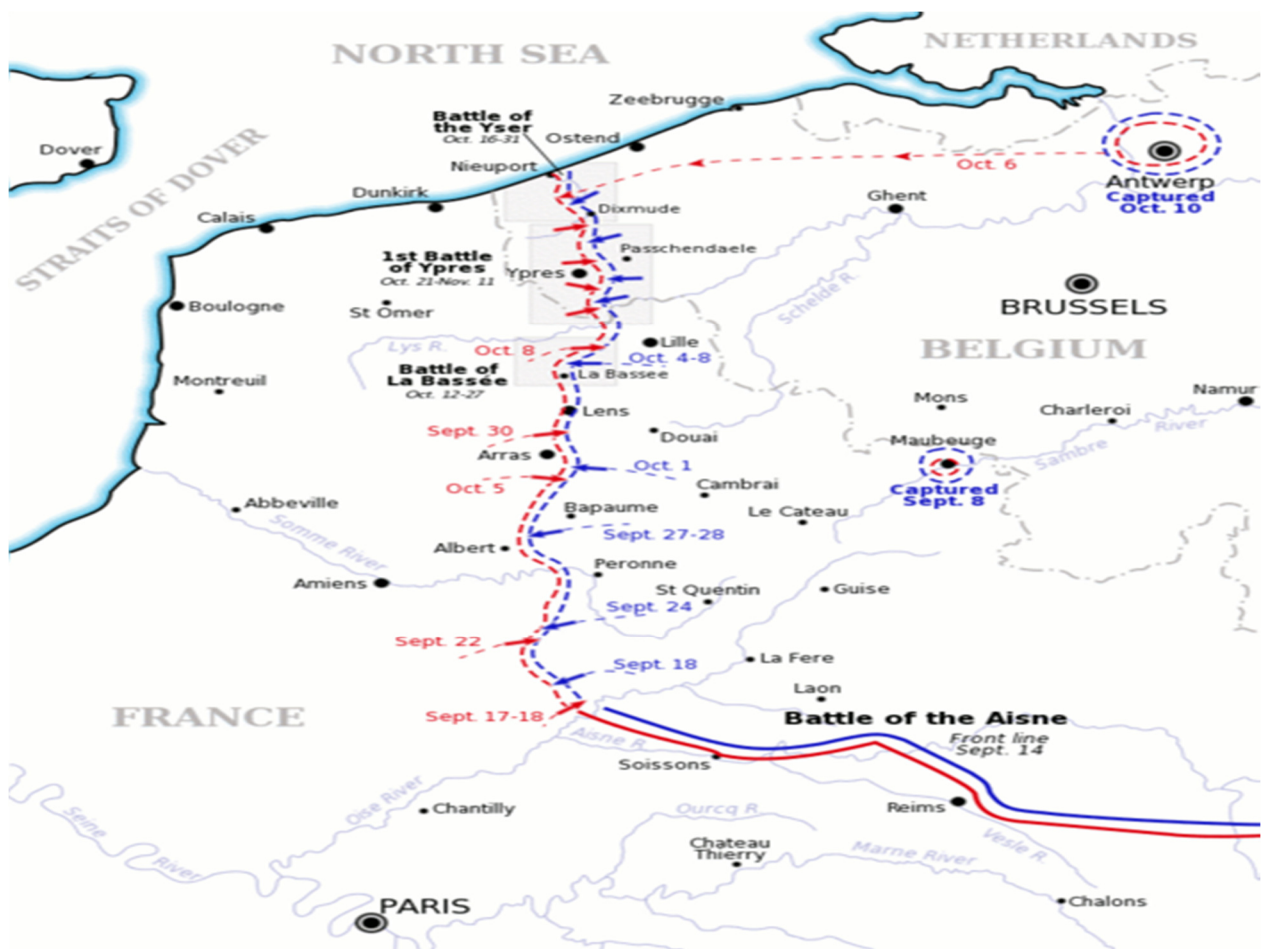 NORTH SEA
NETHERLANDS
Zeebrugge
Battle of
the Yser
Oct. 16-31
Ostend
Dover
Nieuport
Oct. 6
Antwerp
Captured
Oct. 10
STRAITS OF DOVER
Dunkirk
Dixmude
Ghent
Calais
Passchendaele
1st Battle
of Ypres
Oct. 21-Nov. 11
Ypres
Schelde R.
BRUSSELS
Boulogne
St Omer
Lys R.
Oct. 8
Lille
Oct. 4-8
BELGIUM
Battle of
La Bassée
Oct. 12-27
La Bassee
Montreuil
Mons
Namur
Charleroi
Lens
Sept. 30
Douai
Maubeuge
Sambre
River
Arras
Oct. 1
Captured
Sept. 8
Oct. 5
Cambrai
Abbeville
Bapaume
Le Cateau
Somme River
Sept. 27-28
Albert
Peronne
Amiens
St Quentin
Guise
Sept. 24
Sept. 22
Sept. 18
La Fere
Laon
FRANCE
Sept. 17-18
Battle of the Aisne
Front line
Sept. 14
Aisne R.
Soissons
Oise River
Chantilly
Reims
Ourcq R.
Seine
River
Chateau
Thierry
Marne River
Vesle R.
PARIS
Chalons